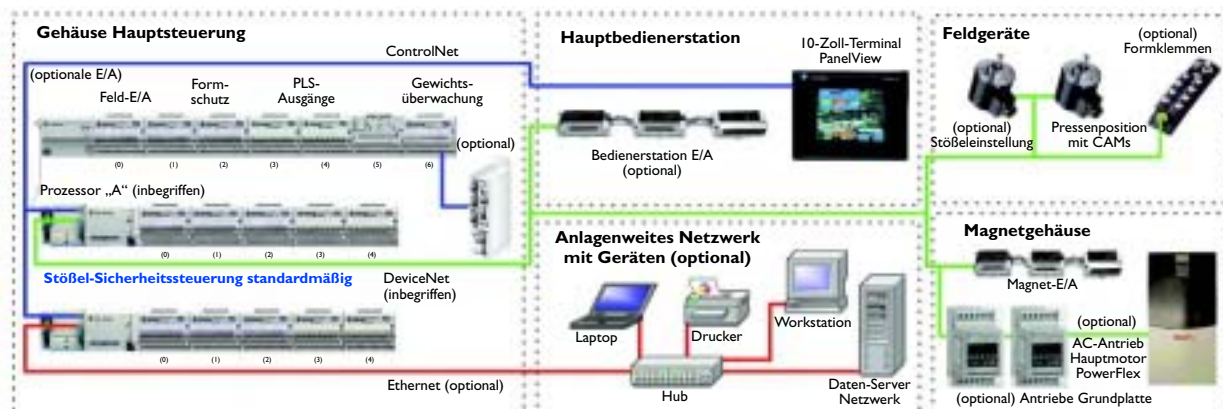 Gehäuse Hauptsteuerung
ControlNet
(optionale E/A)
Feld-E/A
Form-
schutz
PLS-
Ausgänge
Gewichts-
überwachung
(optional)
(0)
(1)
(2)
(3)
(4)
(5)
(6)
Prozessor „A“ (inbegriffen)
(0)
(1)
(2)
(3)
(4)
Stößel-Sicherheitssteuerung standardmäßig
DeviceNet
(inbegriffen)
(0)
(1)
(2)
(3)
(4)
Ethernet (optional)
Hauptbedienerstation
10-Zoll-Terminal
PanelView
Bedienerstation E/A
(optional)
Anlagenweites Netzwerk
mit Geräten (optional)
Laptop
Drucker
Workstation
Hub
Daten-Server
Netzwerk
Feldgeräte
(optional)
Formklemmen
(optional)
Stößeleinstellung
Pressenposition
mit CAMs
Magnetgehäuse
Magnet-E/A
(optional)
AC-Antrieb
Hauptmotor
PowerFlex
(optional) Antriebe Grundplatte